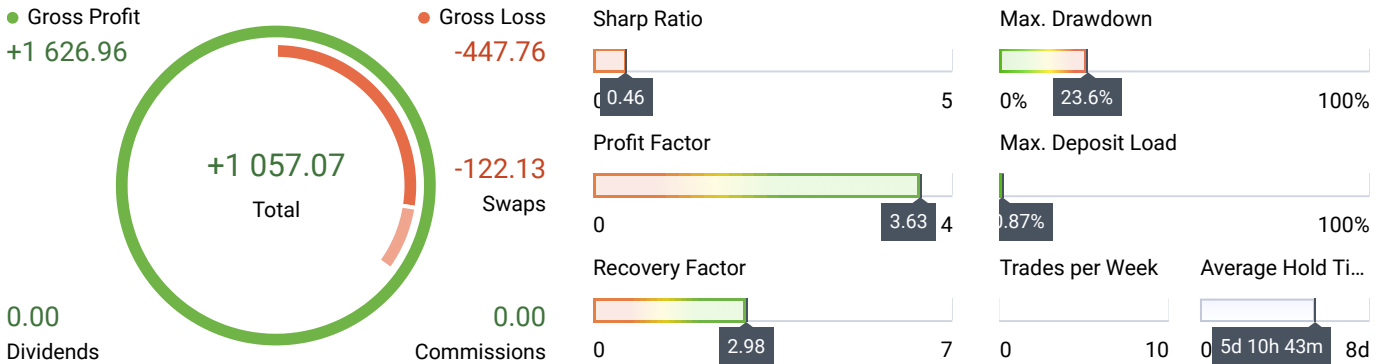 Gross Profit
+1 626.96
Gross Loss
-447.76
+1 057.07
Total
-122.13
Swaps
0.00
Dividends
0.00
Commissions
Sharp Ratio
0.46
0 5
Profit Factor
3.63
0 4
Recovery Factor
2.98
0 7
Max. Drawdown
23.6%
0% 100%
Max. Deposit Load
0.87%
100%
Trades per Week
0 10
Average Hold Ti...
5d 10h 43m
0 8d